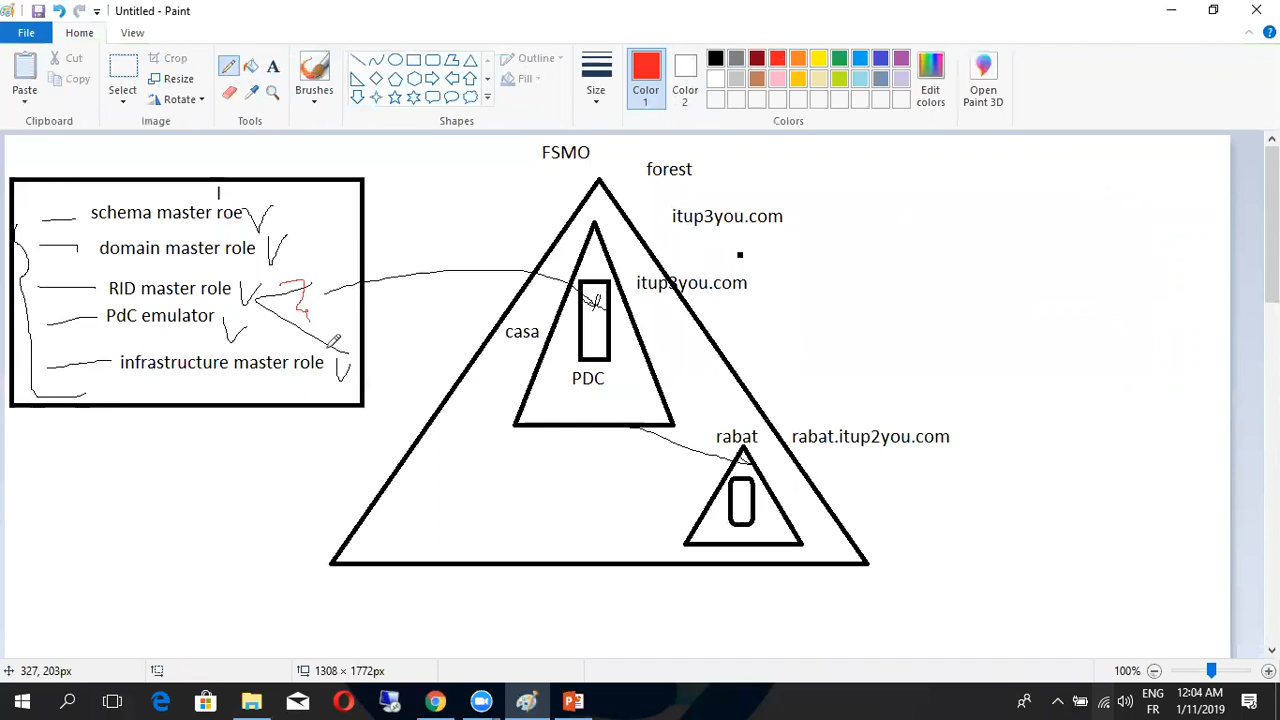 Untitled - Paint
File
Home
View
Paste
Cut
Copy
Clipboard
Select
Crop
Resize
Rotate
Image
A
Tools
Brushes
Outline
Fill
Shapes
Size
Color
1
Color
2
Edit
colors
Open
Paint 3D
Colors
FSMO
forest
schema master roe
itup3you.com
domain master role
RID master role
itup3you.com
PdC emulator
casa
infrastructure master role
PDC
rabat
rabat.itup2you.com
327, 203px
1308 × 1772px
100%
ENG
FR
12:04 AM
1/11/2019